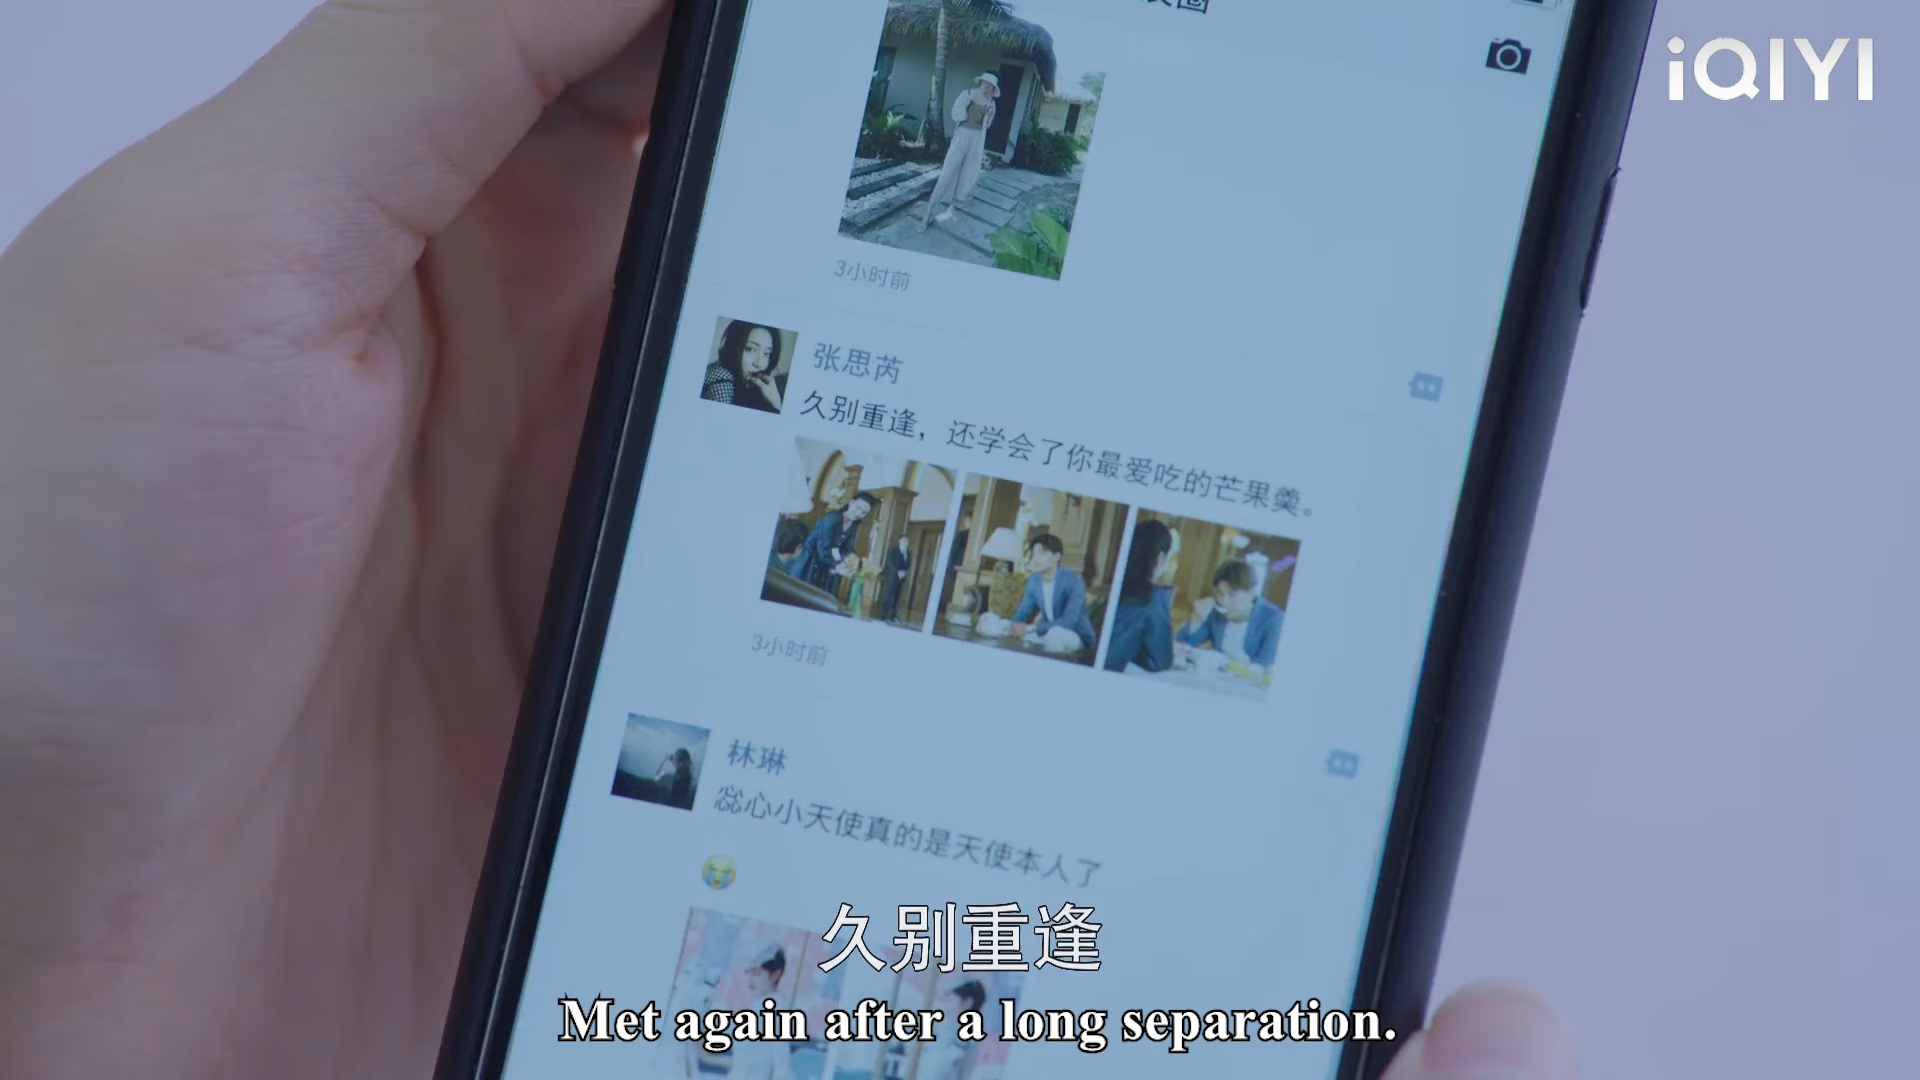 iQIYI
3小时前
张思芮
久别重逢，还学会了你最爱吃的芒果羹。
3小时前
林琳
蕊心小天使真的是天使本人了
久别重逢
Met again after a long separation.